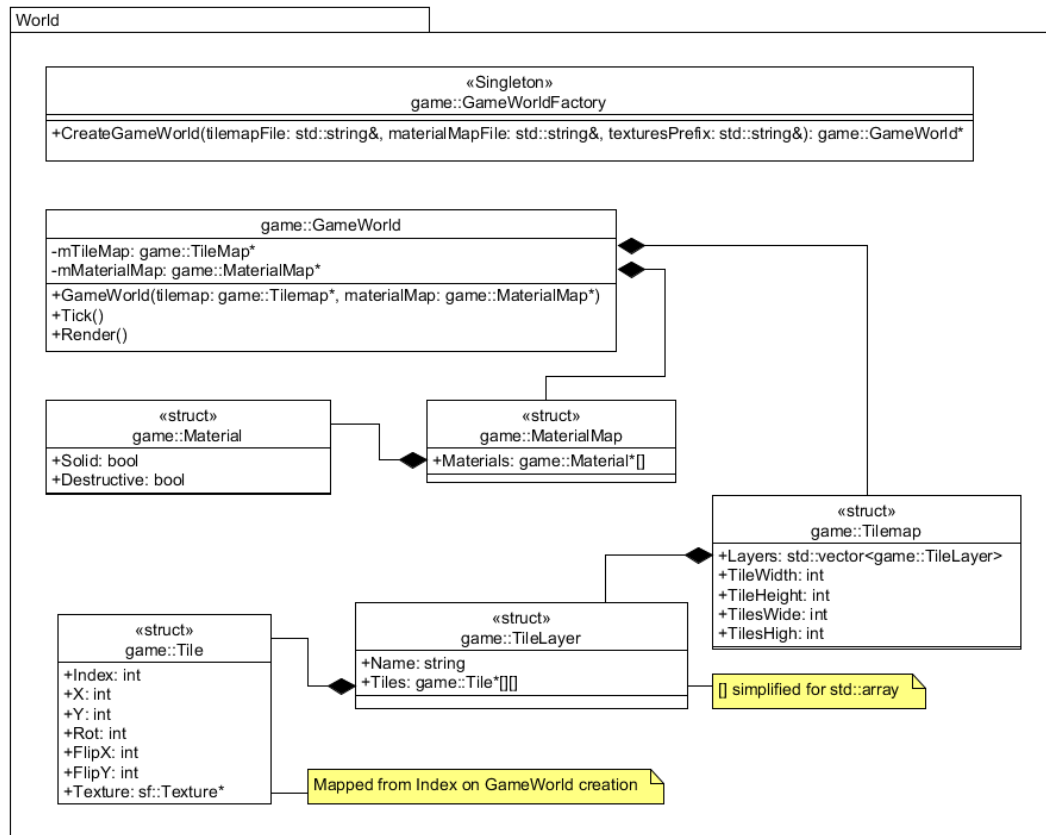 World
«Singleton»
game::GameWorldFactory
+CreateGameWorld(tilemapFile: std::string&, materialMapFile: std::string&, texturesPrefix: std::string&): game::GameWorld*
game::GameWorld
-mTileMap: game::TileMap*
-mMaterialMap: game::MaterialMap*
+GameWorld(tilemap: game::Tilemap*, materialMap: game::MaterialMap*)
+Tick()
+Render()
«struct»
game::Material
+Solid: bool
+Destructive: bool
«struct»
game::MaterialMap
+Materials: game::Material*[]
«struct»
game::Tilemap
+Layers: std::vector<game::TileLayer>
+TileWidth: int
+TileHeight: int
+TilesWide: int
+TilesHigh: int
«struct»
game::TileLayer
+Name: string
+Tiles: game::Tile*[][]
[] simplified for std::array
«struct»
game::Tile
+Index: int
+X: int
+Y: int
+Rot: int
+FlipX: int
+FlipY: int
+Texture: sf::Texture*
Mapped from Index on GameWorld creation